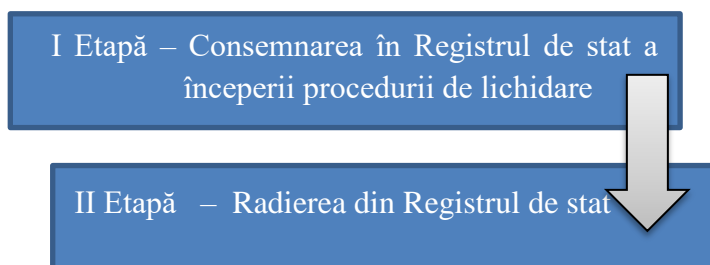 I Etapă – Consemnarea în Registrul de stat a
începerii procedurii de lichidare
II Etapă – Radierea din Registrul de stat